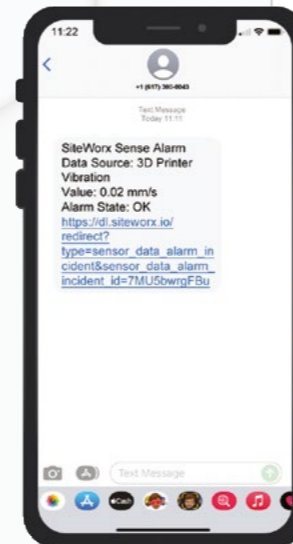 11:22
+1 (617) 380-0043
Text Message
Today 11:11
SiteWorx Sense Alarm
Data Source: 3D Printer
Vibration
Value: 0.02 mm/s
Alarm State: OK
https://dl.siteworx.io/
redirect?
type=sensor_data_alarm_in
cident&sensor_data_alarm_
incident_id=7MU5bwrgFBu
Text Message
Cash